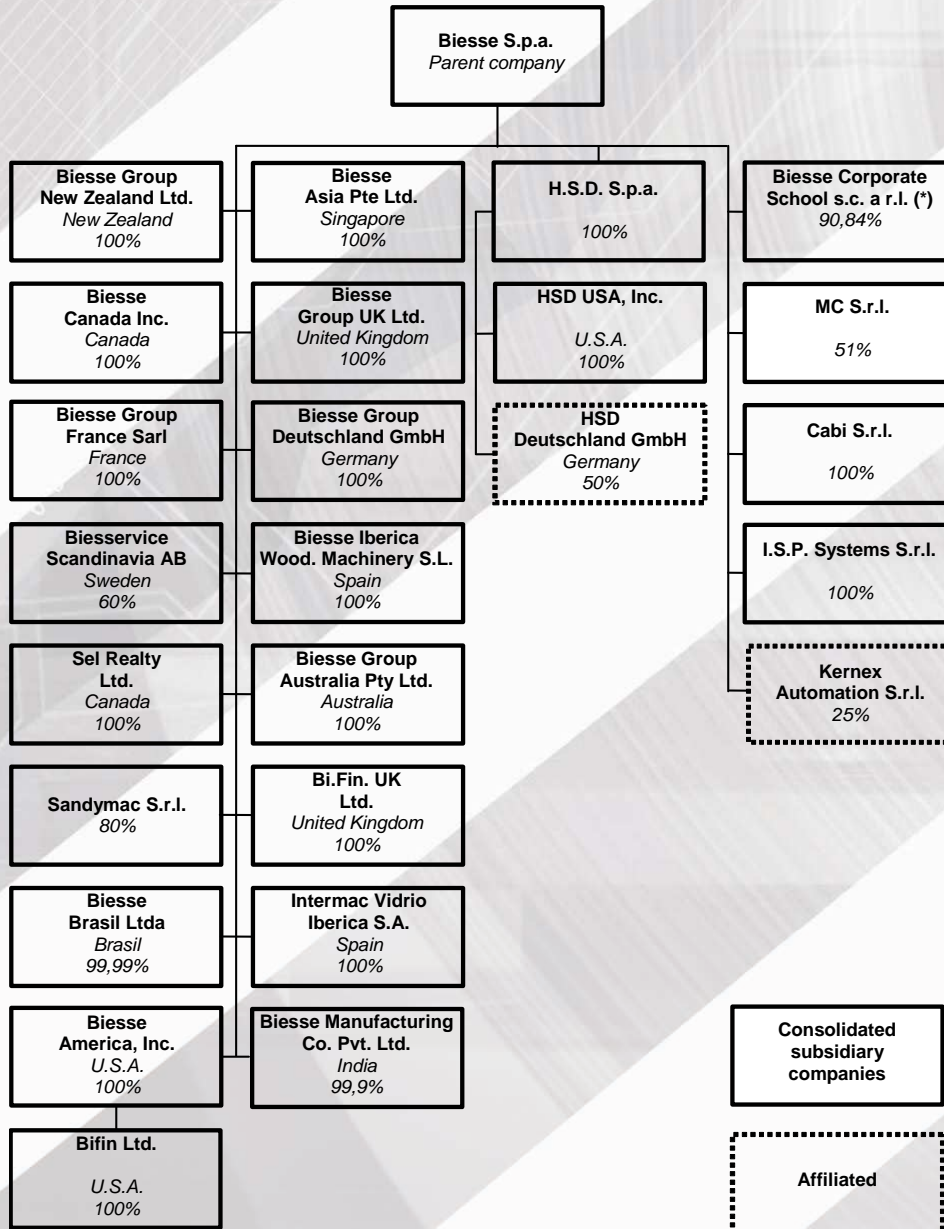 Biesse S.p.a.
Parent company
Biesse Group
New Zealand Ltd.
New Zealand
100%
Biesse
Asia Pte Ltd.
Singapore
100%
H.S.D. S.p.a.
100%
Biesse Corporate
School s.c. a r.l. (*)
90,84%
Biesse
Canada Inc.
Canada
100%
Biesse
Group UK Ltd.
United Kingdom
100%
HSD USA, Inc.
U.S.A.
100%
MC S.r.l.
51%
Biesse Group
France Sarl
France
100%
Biesse Group
Deutschland GmbH
Germany
100%
HSD
Deutschland GmbH
Germany
50%
Cabi S.r.l.
100%
Biesservice
Scandinavia AB
Sweden
60%
Biesse Iberica
Wood. Machinery S.L.
Spain
100%
I.S.P. Systems S.r.l.
100%
Sel Realty
Ltd.
Canada
100%
Biesse Group
Australia Pty Ltd.
Australia
100%
Kernex
Automation S.r.l.
25%
Sandymac S.r.l.
80%
Bi.Fin. UK
Ltd.
United Kingdom
100%
Biesse
Brasil Ltda
Brasil
99,99%
Intermac Vidrio
Iberica S.A.
Spain
100%
Biesse
America, Inc.
U.S.A.
100%
Biesse Manufacturing
Co. Pvt. Ltd.
India
99,9%
Consolidated
subsidiary
companies
Bifin Ltd.
U.S.A.
100%
Affiliated